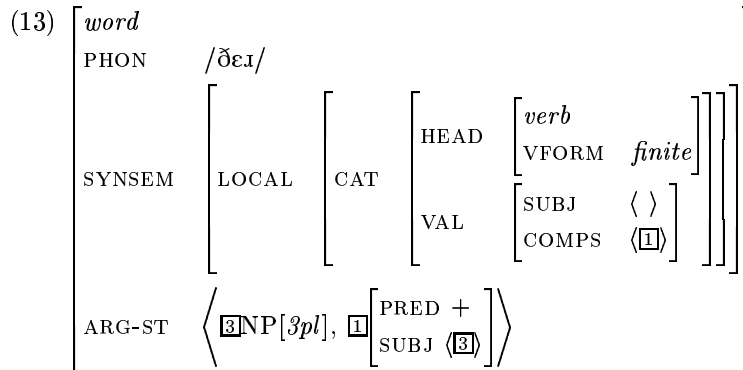 (13) word
PHON /ðɛɹ/
SYNSEM LOCAL CAT HEAD verb
VFORM finite
VAL SUBJ ⟨ ⟩
COMPS ⟨1⟩
ARG-ST ⟨3NP[3pl], 1[PRED +
SUBJ ⟨3⟩]⟩